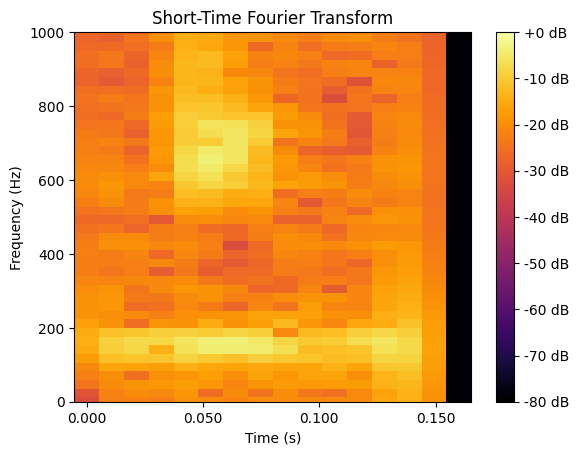 Short-Time Fourier Transform
1000
800
600
400
200
0
Frequency (Hz)
0.000
0.050
0.100
0.150
Time (s)
+0 dB
-10 dB
-20 dB
-30 dB
-40 dB
-50 dB
-60 dB
-70 dB
-80 dB